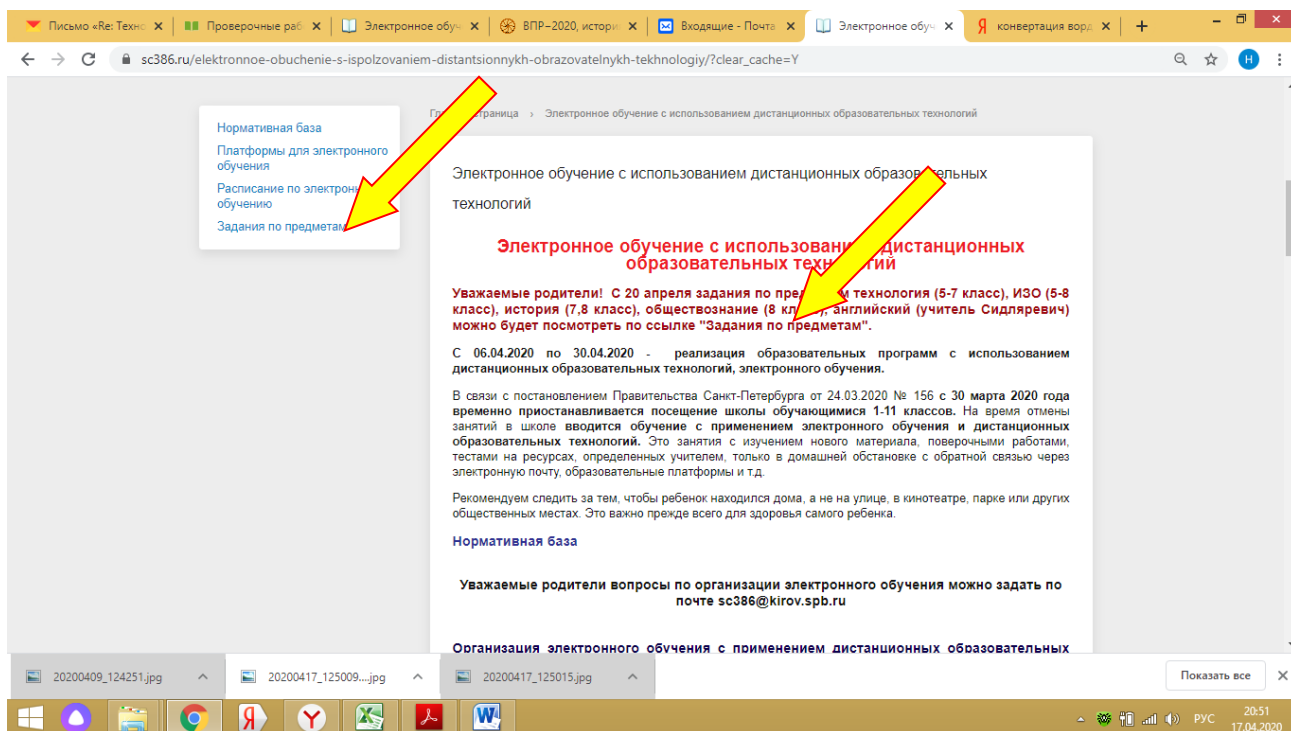 Письмо «Re: Техно
Проверочные раб
Электронное обуч
ВПР–2020, истори
Входящие - Почта
Электронное обуч
конвертация ворд
sc386.ru/elektronnoe-obuchenie-s-ispolzovaniem-distantsionnykh-obrazovatelnykh-tekhnologiy/?clear_cache=Y
Н
Нормативная база
Платформы для электронного
обучения
Расписание по
обучению
Задания по предметам
Электронное обучение с использованием дистанционных образовательных технологий
Электронное обучение с использованием дистанционных
технологий
Электронное обучение с дистанционных
образовательных
Уважаемые родители! С 20 апреля задания по технология (5-7 класс), ИЗО (5-8
класс), история (7,8 класс), обществознание (8 английский (учитель Сидляревич)
можно будет посмотреть по ссылке "Задания по предметам".
С 06.04.2020 по 30.04.2020 - реализация образовательных программ с использованием
дистанционных образовательных технологий, электронного обучения.
В связи с постановлением Правительства Санкт-Петербурга от 24.03.2020 № 156 с 30 марта 2020 года
временно приостанавливается посещение школы обучающимися 1-11 классов. На время отмены
занятий в школе вводится обучение с применением электронного обучения и дистанционных
образовательных технологий. Это занятия с изучением нового материала, поверочными работами,
тестами на ресурсах, определенных учителем, только в домашней обстановке с обратной связью через
электронную почту, образовательные платформы и т.д.
Рекомендуем следить за тем, чтобы ребенок находился дома, а не на улице, в кинотеатре, парке или других
общественных местах. Это важно прежде всего для здоровья самого ребенка.
Нормативная база
Уважаемые родители вопросы по организации электронного обучения можно задать по
почте sc386@kirov.spb.ru
Организация электронного обучения с применением дистанционных образовательных
20200409_124251.jpg
20200417_125009....jpg
20200417_125015.jpg
Показать все
РУС
20:51
17.04.2020